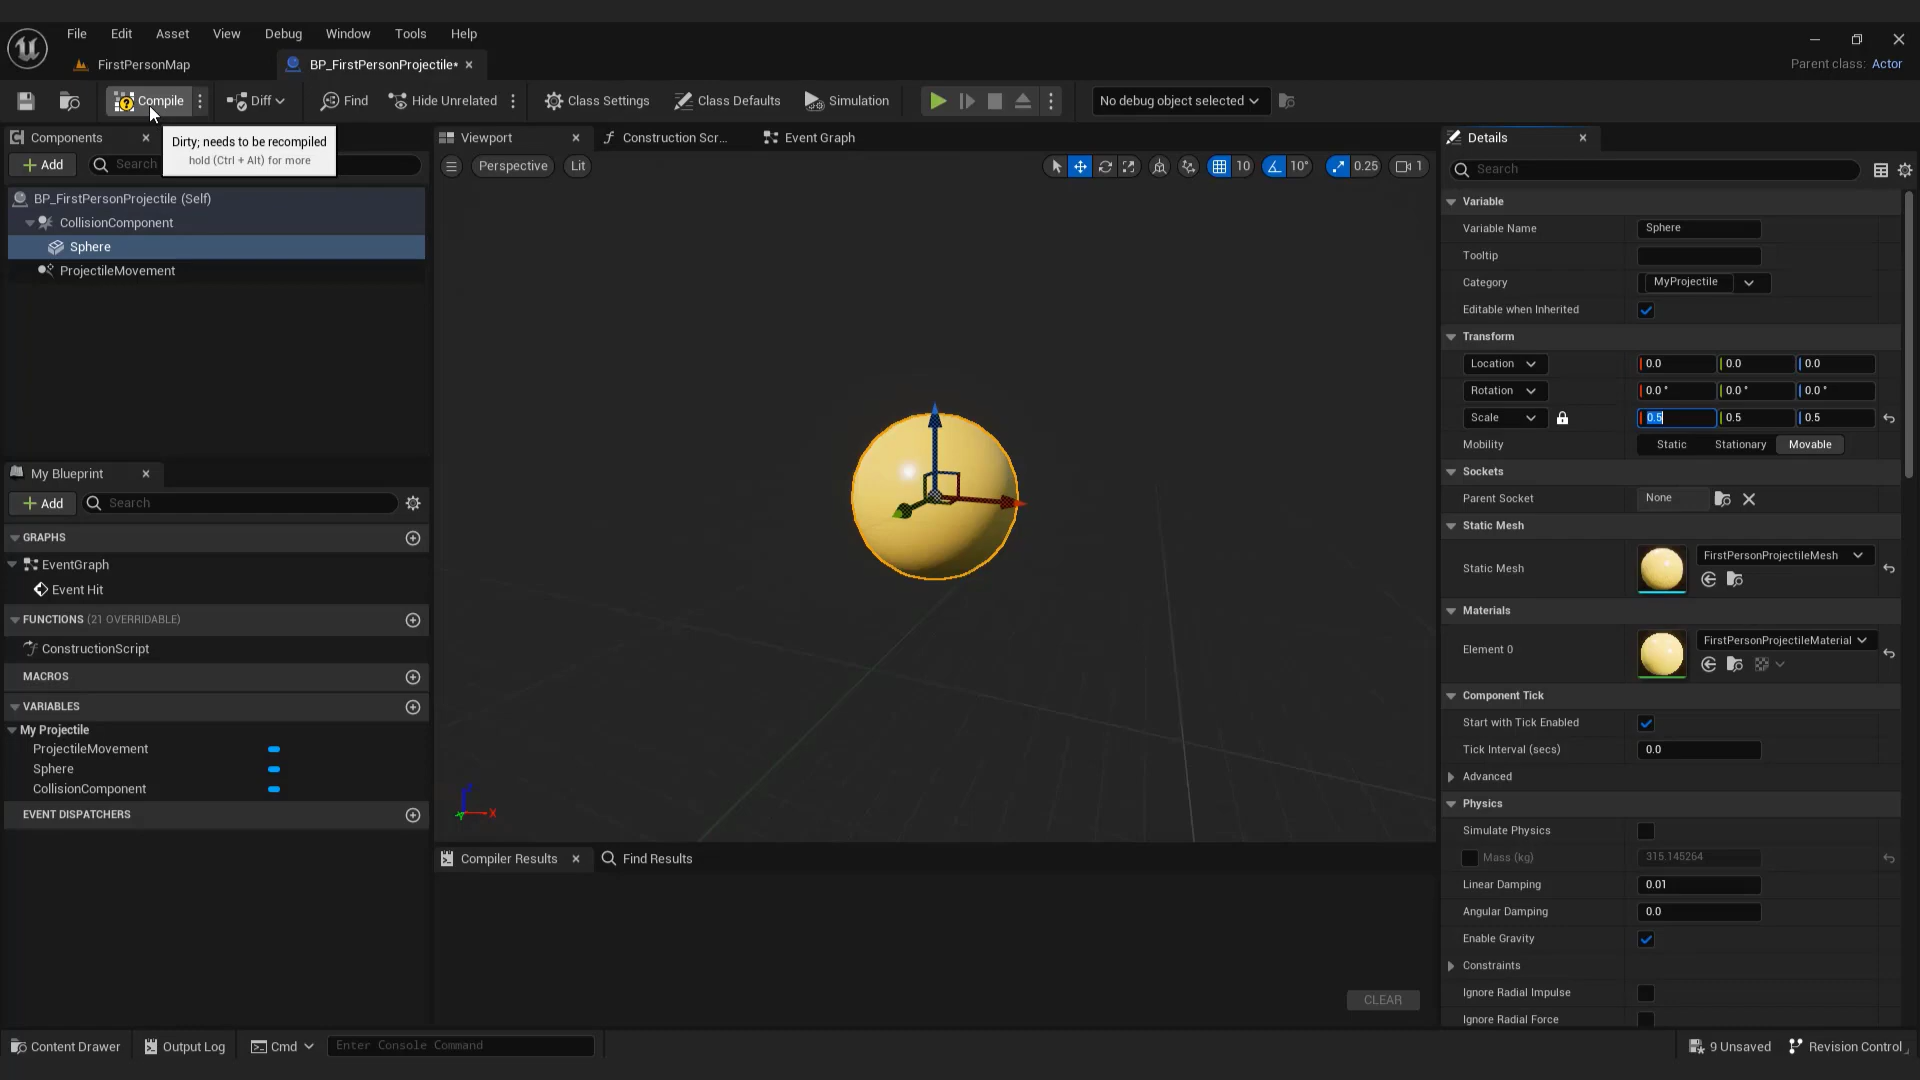 File Edit Asset View Debug Window Tools Help
FirstPersonMap
BP_FirstPersonProjectile*
Parent class: Actor
Compile
Diff
Find
Hide Unrelated
Class Settings
Class Defaults
Simulation
No debug object selected
Dirty; needs to be recompiled
hold (Ctrl + Alt) for more
Components
Add
Search
BP_FirstPersonProjectile (Self)
CollisionComponent
Sphere
ProjectileMovement
My Blueprint
Add
Search
GRAPHS
EventGraph
Event Hit
FUNCTIONS (21 OVERRIDABLE)
ConstructionScript
MACROS
VARIABLES
My Projectile
ProjectileMovement
Sphere
CollisionComponent
EVENT DISPATCHERS
Viewport
Construction Scr...
Event Graph
Perspective
Lit
10
10°
0.25
1
X
Compiler Results
Find Results
CLEAR
Details
Search
Variable
Variable Name Sphere
Tooltip
Category MyProjectile
Editable when Inherited
Transform
Location 0.0 0.0 0.0
Rotation 0.0 ° 0.0 ° 0.0 °
Scale 0.5 0.5 0.5
Mobility Static Stationary Movable
Sockets
Parent Socket None
Static Mesh
Static Mesh FirstPersonProjectileMesh
Materials
Element 0 FirstPersonProjectileMaterial
Component Tick
Start with Tick Enabled
Tick Interval (secs) 0.0
Advanced
Physics
Simulate Physics
Mass (kg) 315.145264
Linear Damping 0.01
Angular Damping 0.0
Enable Gravity
Constraints
Ignore Radial Impulse
Ignore Radial Force
Content Drawer
Output Log
Cmd
Enter Console Command
9 Unsaved
Revision Control